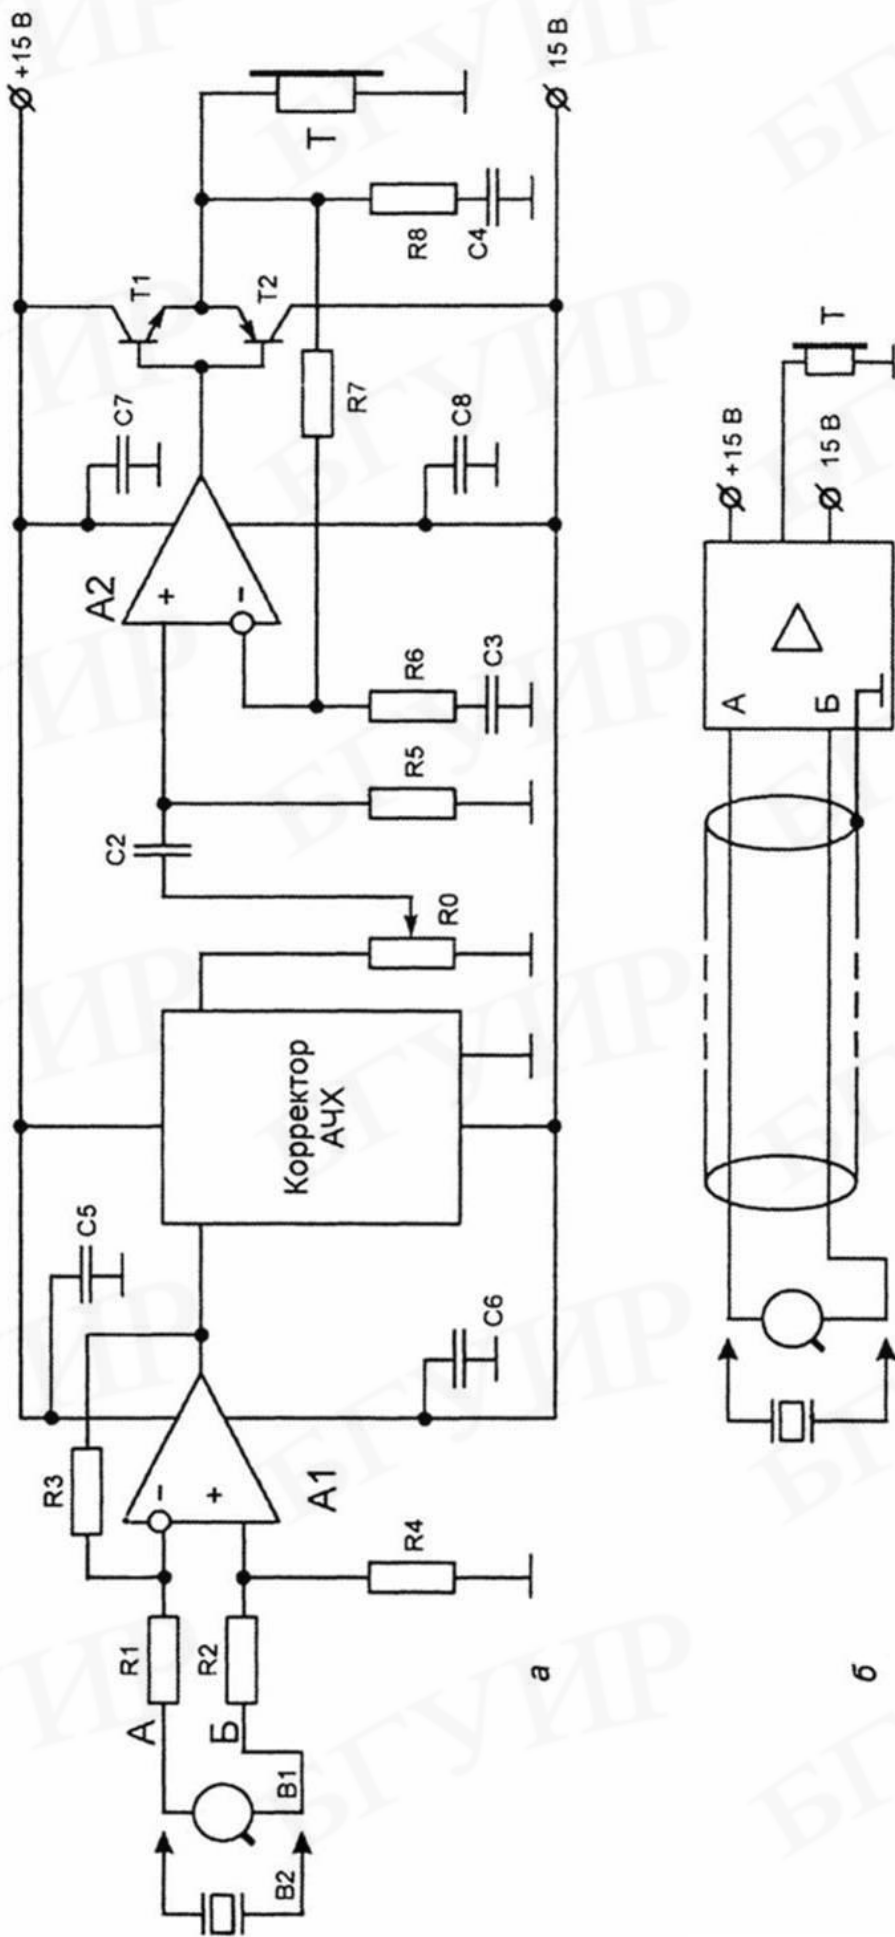 +15 В
15 В
T
T1
T2
R8
C4
R7
C7
C8
A2
+
-
R6
C3
R5
C2
R0
Корректор
АЧХ
C5
C6
R3
-
+
A1
R4
R1
R2
А
Б
B1
B2
а
+15 В
15 В
T
А
Б
б
БГУИР